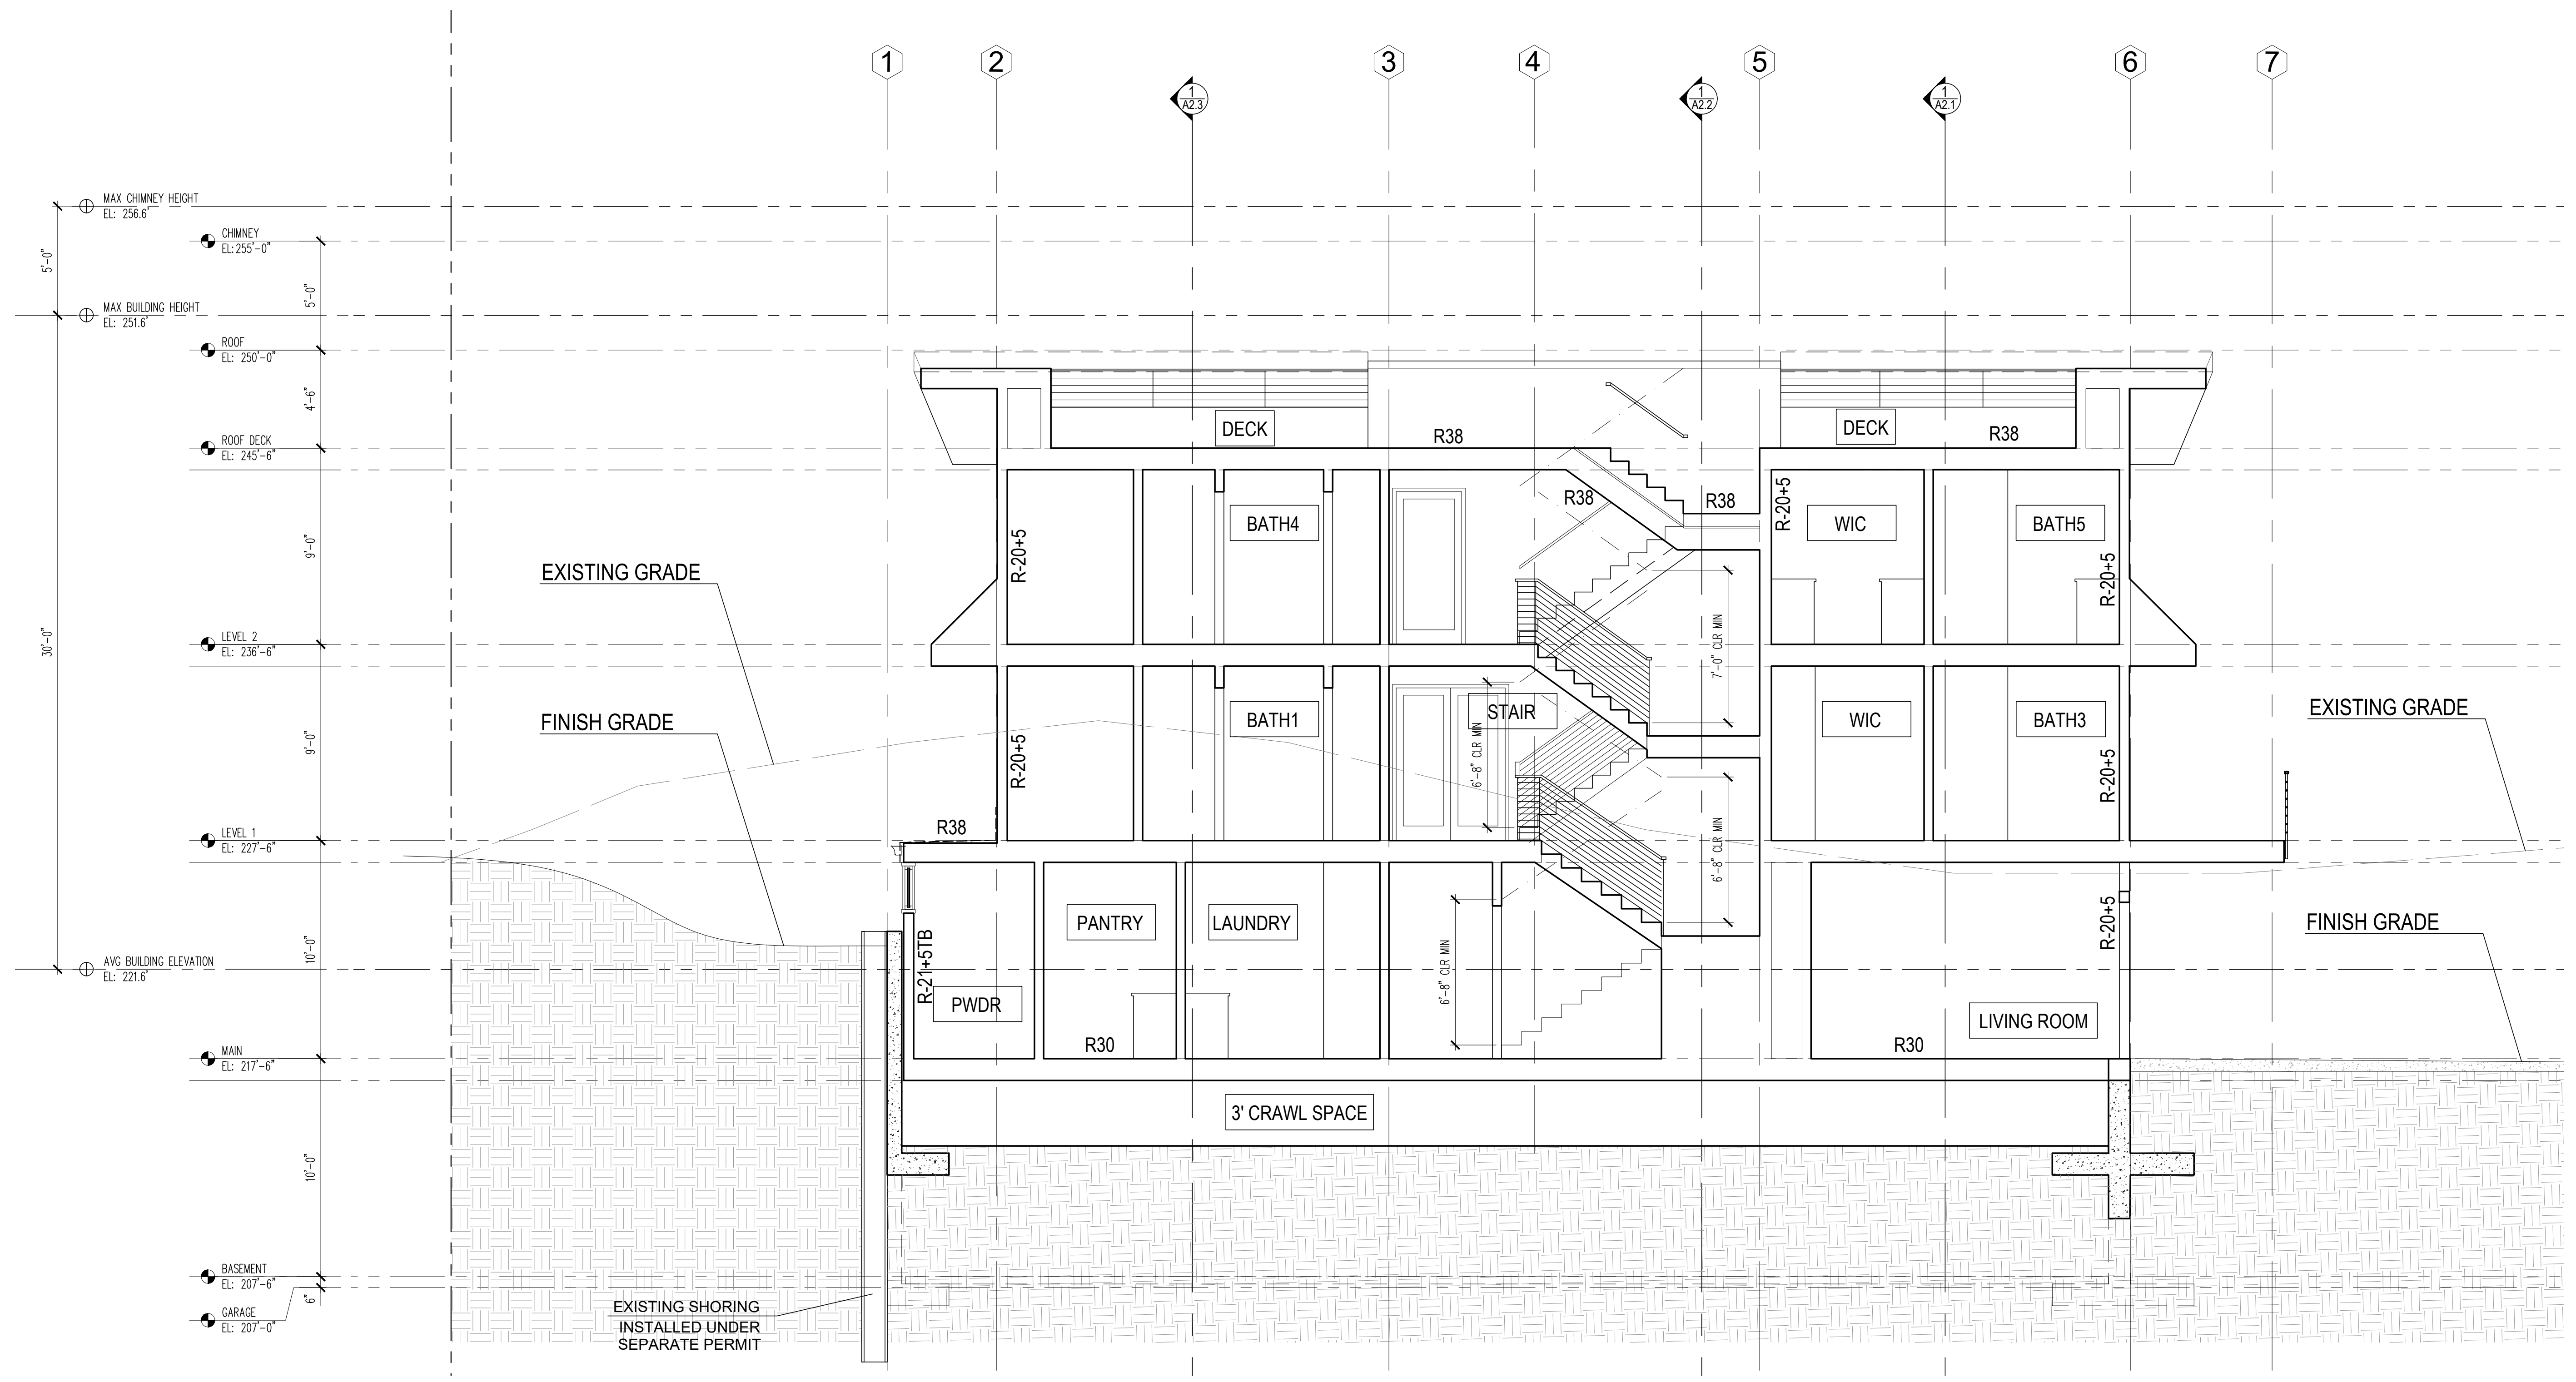 1
2
3
4
5
6
7
1
A2.3
1
A2.2
1
A2.1
MAX CHIMNEY HEIGHT
EL: 256.6'
CHIMNEY
EL:255'-0"
5'-0"
5'-0"
MAX BUILDING HEIGHT
EL: 251.6'
ROOF
EL: 250'-0"
4'-6"
ROOF DECK
EL: 245'-6"
9'-0"
30'-0"
LEVEL 2
EL: 236'-6"
9'-0"
LEVEL 1
EL: 227'-6"
10'-0"
AVG BUILDING ELEVATION
EL: 221.6'
MAIN
EL: 217'-6"
10'-0"
BASEMENT
EL: 207'-6"
6"
GARAGE
EL: 207'-0"
EXISTING GRADE
FINISH GRADE
DECK
R38
DECK
R38
R38
R38
R-20+5
BATH4
R-20+5
WIC
BATH5
R-20+5
7'-0" CLR MIN
R-20+5
BATH1
STAIR
6'-8" CLR MIN
WIC
BATH3
R-20+5
EXISTING GRADE
R38
6'-8" CLR MIN
R-21+5TB
PWDR
PANTRY
LAUNDRY
R30
6'-8" CLR MIN
LIVING ROOM
R30
R-20+5
FINISH GRADE
3' CRAWL SPACE
EXISTING SHORING
INSTALLED UNDER
SEPARATE PERMIT